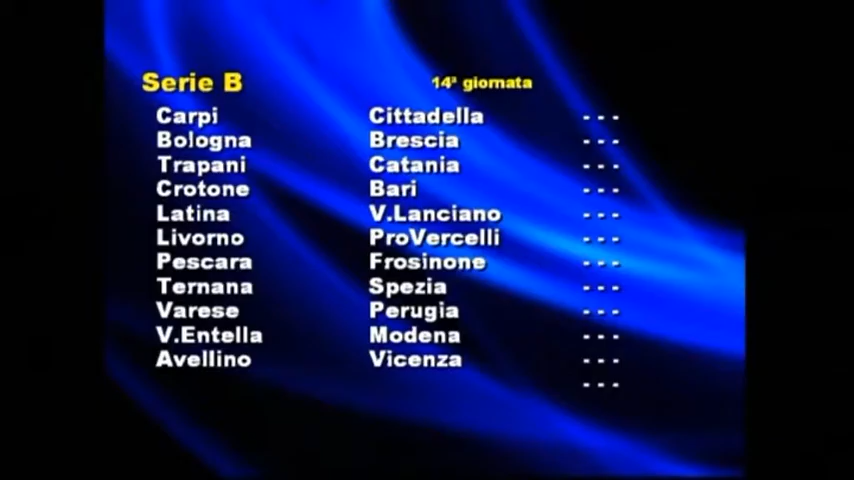 Serie B 14ª giornata
Carpi Cittadella - - -
Bologna Brescia - - -
Trapani Catania - - -
Crotone Bari - - -
Latina V.Lanciano - - -
Livorno ProVercelli - - -
Pescara Frosinone - - -
Ternana Spezia - - -
Varese Perugia - - -
V.Entella Modena - - -
Avellino Vicenza - - -
- - -